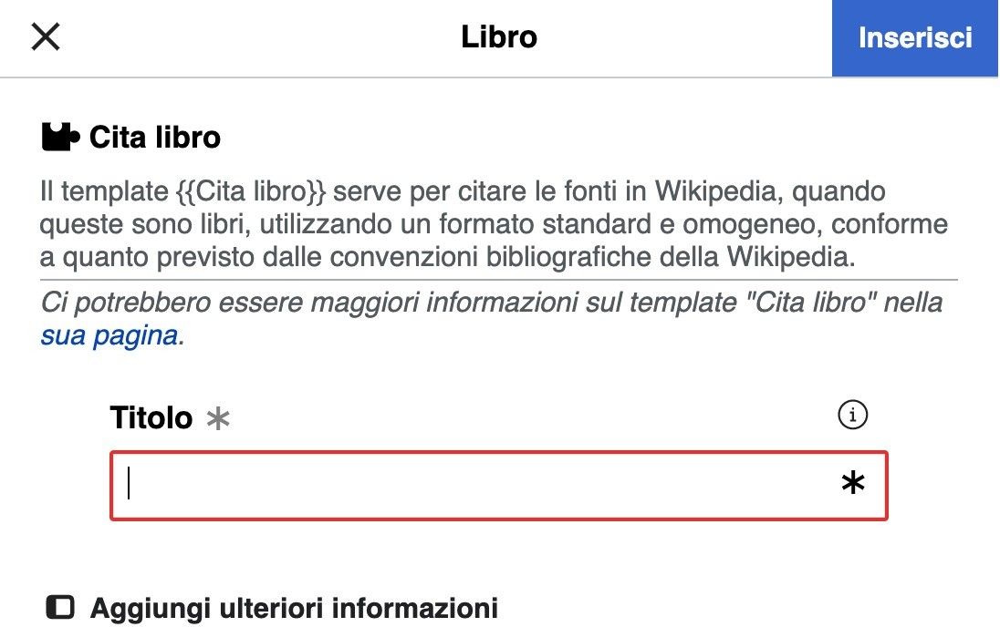 Libro
Inserisci
Cita libro
Il template {{Cita libro}} serve per citare le fonti in Wikipedia, quando
queste sono libri, utilizzando un formato standard e omogeneo, conforme
a quanto previsto dalle convenzioni bibliografiche della Wikipedia.
Ci potrebbero essere maggiori informazioni sul template "Cita libro" nella
sua pagina.
Titolo *
*
Aggiungi ulteriori informazioni